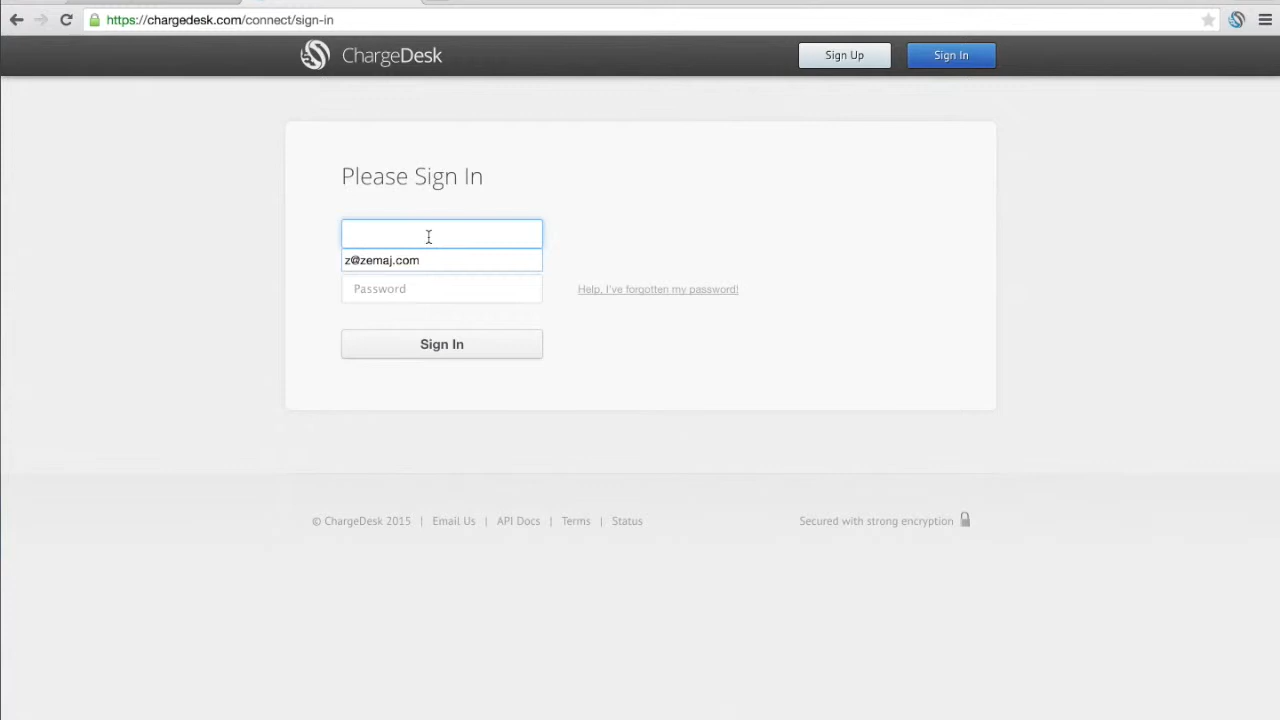 https://chargedesk.com/connect/sign-in
ChargeDesk
Sign Up
Sign In
Please Sign In
z@zemaj.com
Password
Help, I've forgotten my password!
Sign In
© ChargeDesk 2015 | Email Us | API Docs | Terms | Status
Secured with strong encryption